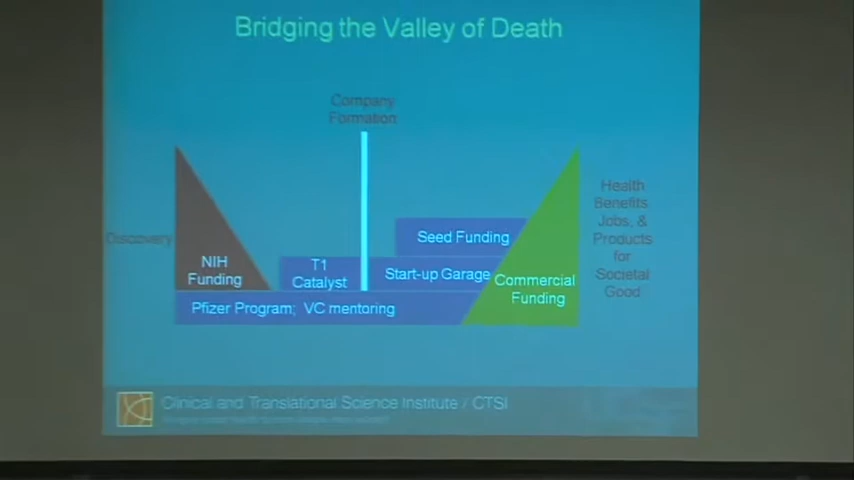 Bridging the Valley of Death
Company
Formation
Discovery
NIH
Funding
T1
Catalyst
Seed Funding
Start-up Garage
Commercial
Funding
Pfizer Program; VC mentoring
Health
Benefits,
Jobs, &
Products
for
Societal
Good
Clinical and Translational Science Institute / CTSI